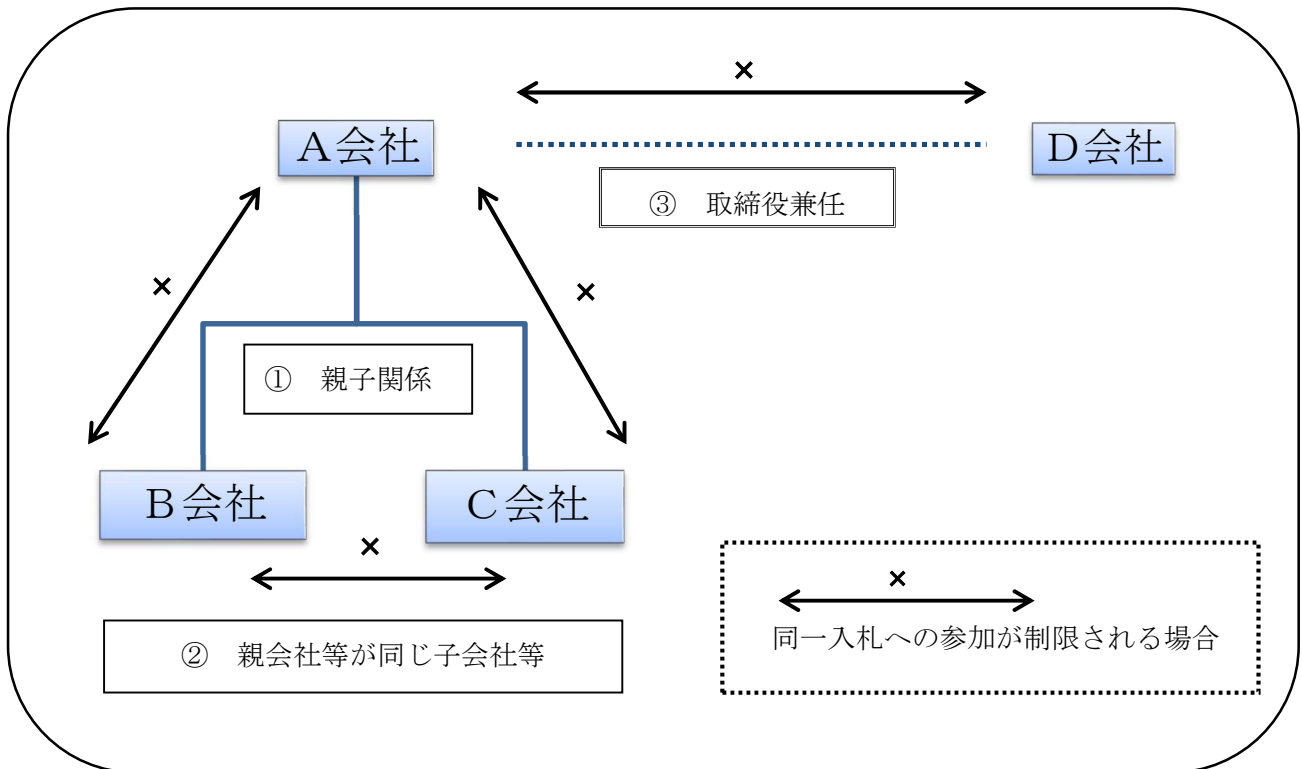 ×
A会社
D会社
③　取締役兼任
×
×
①　親子関係
B会社
C会社
×
②　親会社等が同じ子会社等
×
同一入札への参加が制限される場合